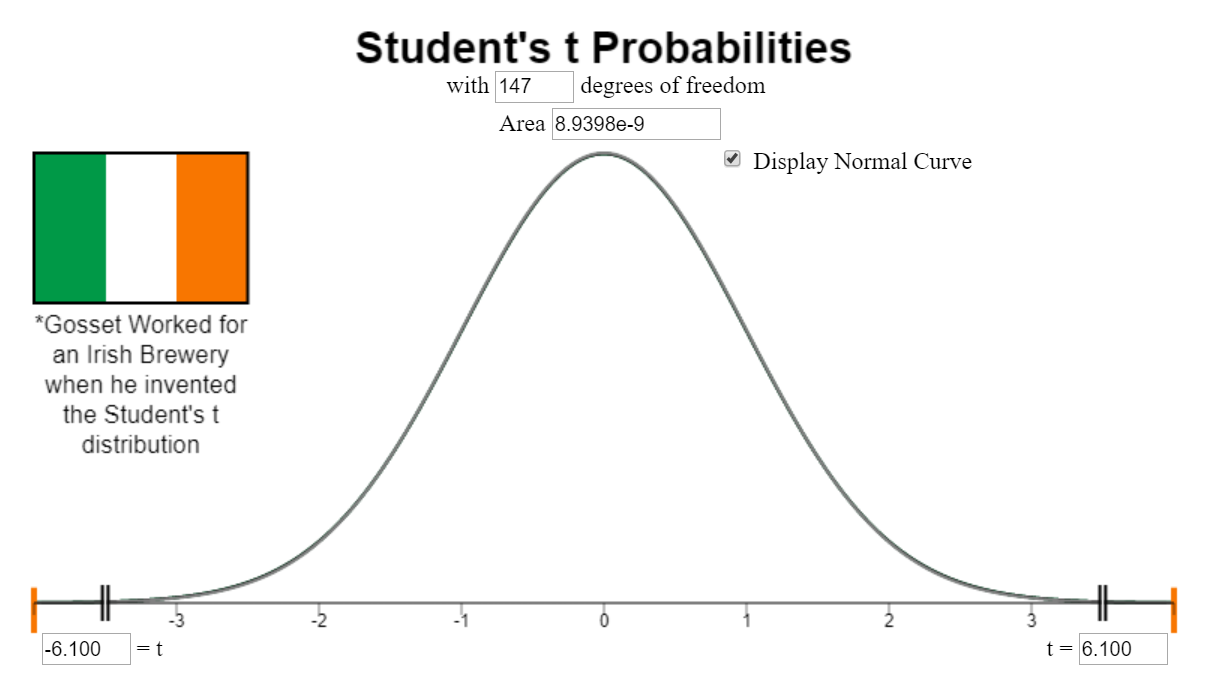 Student's t Probabilities
with 147 degrees of freedom
Area 8.9398e-9
Display Normal Curve
*Gosset Worked for
an Irish Brewery
when he invented
the Student's t
distribution
-3 -2 -1 0 1 2 3
-6.100 = t
t = 6.100